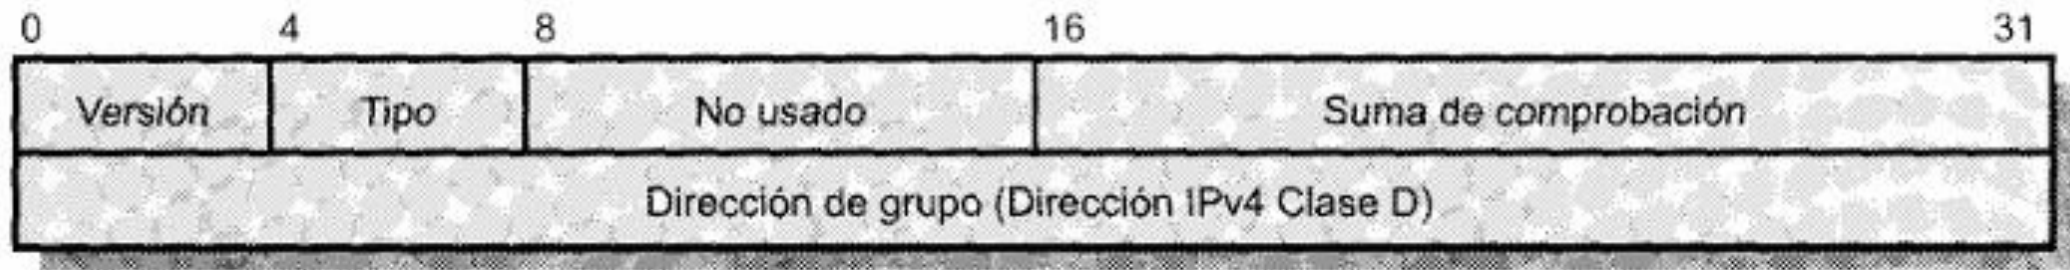 0 4 8 16 31
Versión Tipo No usado Suma de comprobación
Dirección de grupo (Dirección IPv4 Clase D)